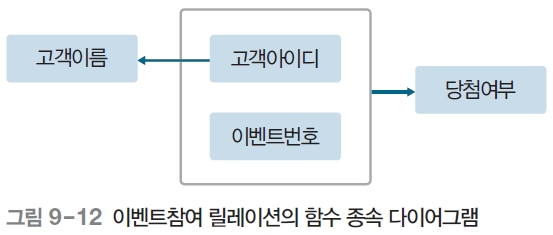 고객이름
고객아이디
당첨여부
이벤트번호
그림 9-12 이벤트참여 릴레이션의 함수 종속 다이어그램